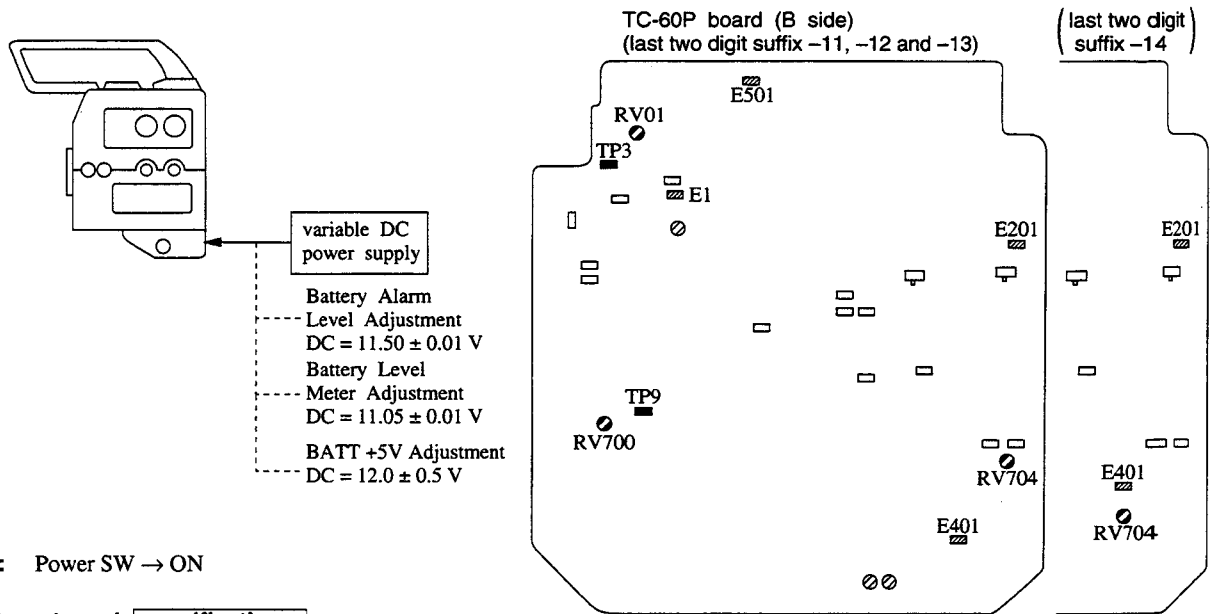 TC-60P board (B side)
(last two digit suffix –11, –12 and –13)
(last two digit
suffix –14)
E501
RV01
TP3
E1
E201
E201
variable DC
power supply
Battery Alarm
Level Adjustment
DC = 11.50 ± 0.01 V
Battery Level
Meter Adjustment
DC = 11.05 ± 0.01 V
BATT +5V Adjustment
DC = 12.0 ± 0.5 V
TP9
RV700
RV704
E401
E401
RV704
: Power SW → ON